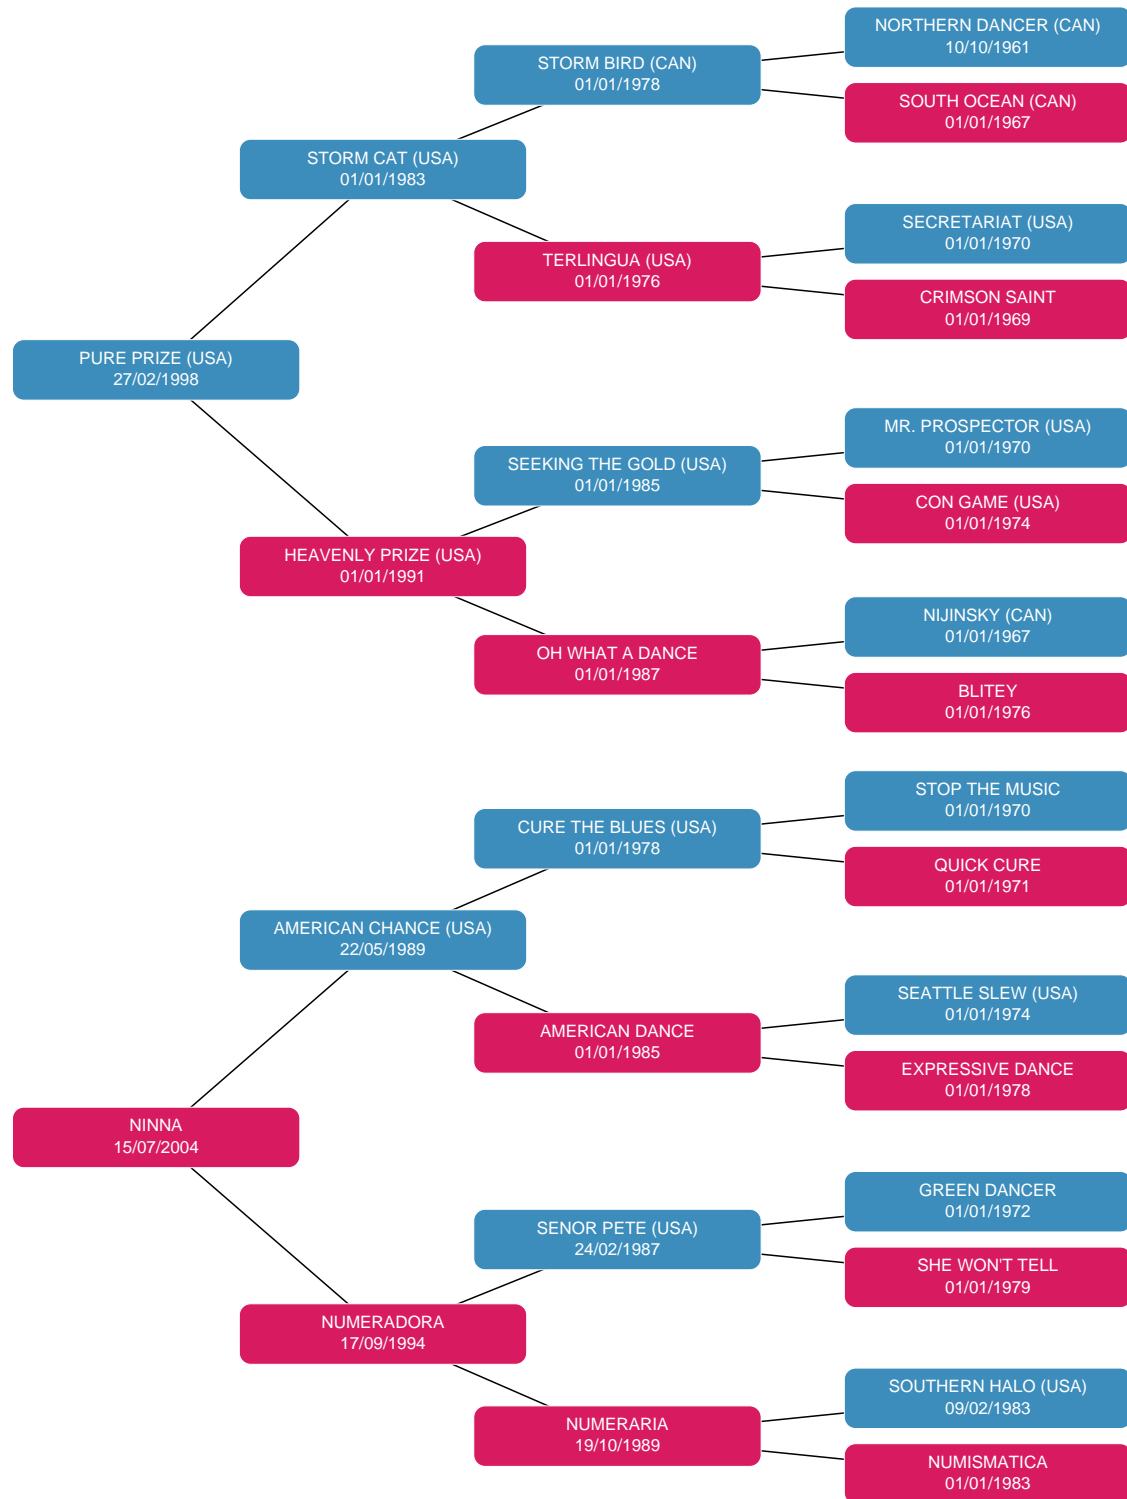 NORTHERN DANCER (CAN)
10/10/1961
STORM BIRD (CAN)
01/01/1978
SOUTH OCEAN (CAN)
01/01/1967
STORM CAT (USA)
01/01/1983
SECRETARIAT (USA)
01/01/1970
TERLINGUA (USA)
01/01/1976
CRIMSON SAINT
01/01/1969
PURE PRIZE (USA)
27/02/1998
MR. PROSPECTOR (USA)
01/01/1970
SEEKING THE GOLD (USA)
01/01/1985
CON GAME (USA)
01/01/1974
HEAVENLY PRIZE (USA)
01/01/1991
NIJINSKY (CAN)
01/01/1967
OH WHAT A DANCE
01/01/1987
BLITEY
01/01/1976
STOP THE MUSIC
01/01/1970
CURE THE BLUES (USA)
01/01/1978
QUICK CURE
01/01/1971
AMERICAN CHANCE (USA)
22/05/1989
SEATTLE SLEW (USA)
01/01/1974
AMERICAN DANCE
01/01/1985
EXPRESSIVE DANCE
01/01/1978
NINNA
15/07/2004
GREEN DANCER
01/01/1972
SENOR PETE (USA)
24/02/1987
SHE WON'T TELL
01/01/1979
NUMERADORA
17/09/1994
SOUTHERN HALO (USA)
09/02/1983
NUMERARIA
19/10/1989
NUMISMATICA
01/01/1983